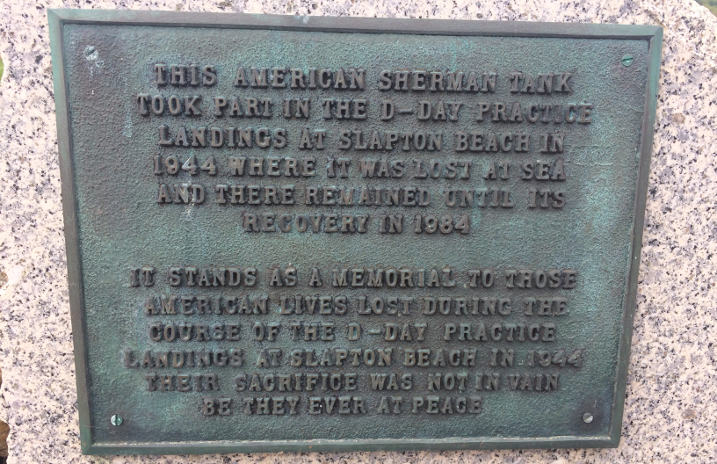 THIS AMERICAN SHERMAN TANK
TOOK PART IN THE D-DAY PRACTICE
LANDINGS AT SLAPTON BEACH IN
1944 WHERE IT WAS LOST AT SEA
AND THERE REMAINED UNTIL ITS
RECOVERY IN 1984
IT STANDS AS A MEMORIAL TO THOSE
AMERICAN LIVES LOST DURING THE
COURSE OF THE D-DAY PRACTICE
LANDINGS AT SLAPTON BEACH IN 1944
THEIR SACRIFICE WAS NOT IN VAIN
BE THEY EVER AT PEACE